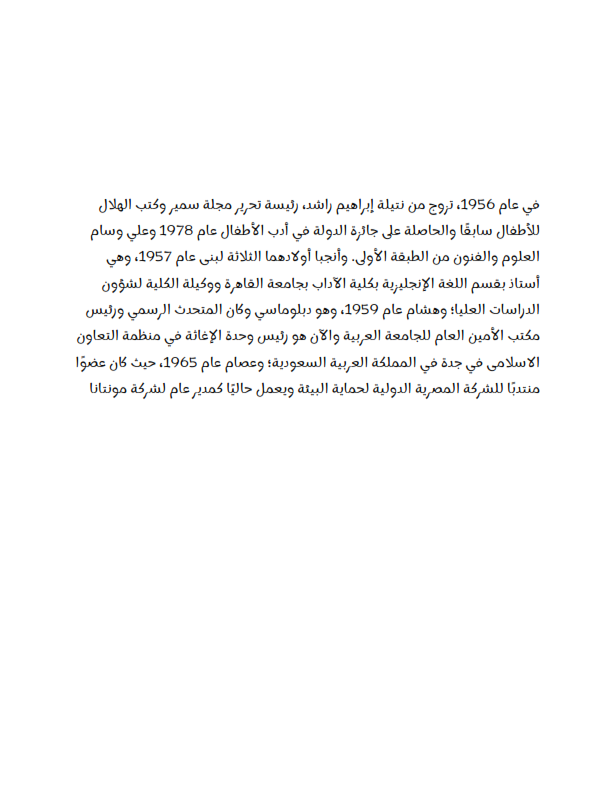 في عام 1956، تزوج من نتيلة إبراهيم راشد، رئيسة تحرير مجلة سمير وكتب الهلال
للأطفال سابقًا والحاصلة على جائزة الدولة في أدب الأطفال عام 1978 وعلي وسام
العلوم والفنون من الطبقة الأولى. وأنجبا أولادهما الثلاثة لبنى عام 1957، وهي
أستاذ بقسم اللغة الإنجليزية بكلية الآداب بجامعة القاهرة ووكيلة الكلية لشؤون
الدراسات العليا؛ وهشام عام 1959، وهو دبلوماسي وكان المتحدث الرسمي ورئيس
مكتب الأمين العام للجامعة العربية والآن هو رئيس وحدة الإغاثة في منظمة التعاون
الاسلامى في جدة في المملكة العربية السعودية؛ وعصام عام 1965، حيث كان عضوًا
منتدبًا للشركة المصرية الدولية لحماية البيئة ويعمل حاليًا كمدير عام لشركة مونتانا